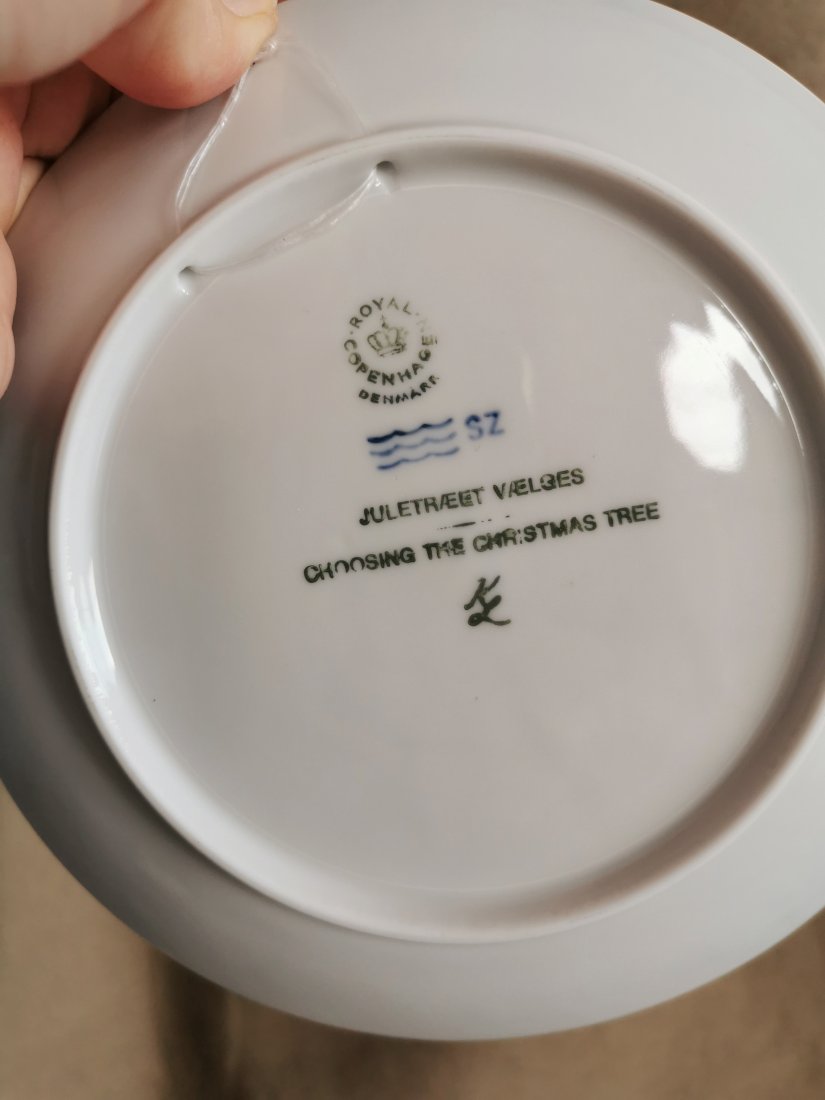 ROYAL COPENHAGEN
DENMARK
SZ
JULETRÆET VÆLGES
CHOOSING THE CHRISTMAS TREE